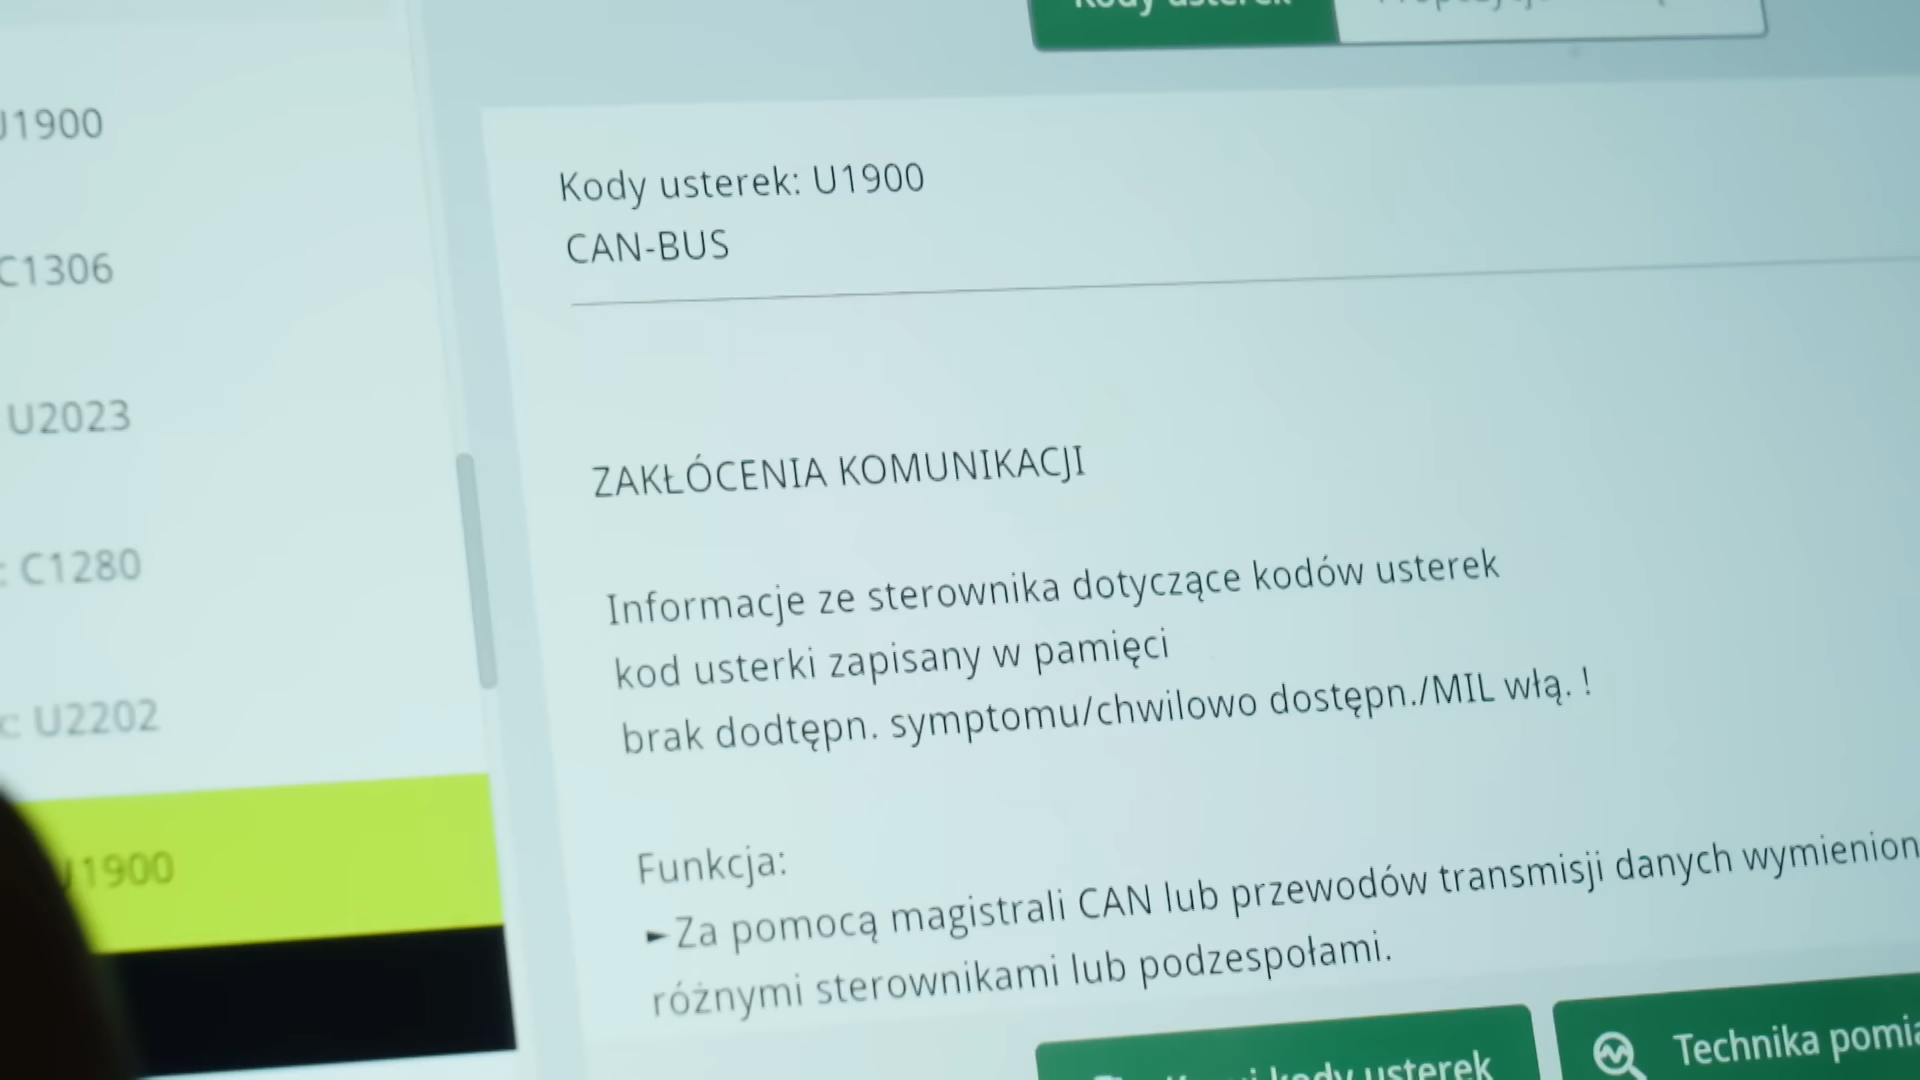 Kody usterek
U1900
C1306
U2023
C1280
U2202
U1900
Kody usterek: U1900
CAN-BUS
ZAKŁÓCENIA KOMUNIKACJI
Informacje ze sterownika dotyczące kodów usterek
kod usterki zapisany w pamięci
brak dodtępn. symptomu/chwilowo dostępn./MIL włą. !
Funkcja:
►Za pomocą magistrali CAN lub przewodów transmisji danych wymienion
różnymi sterownikami lub podzespołami.
kody usterek
Technika pomia